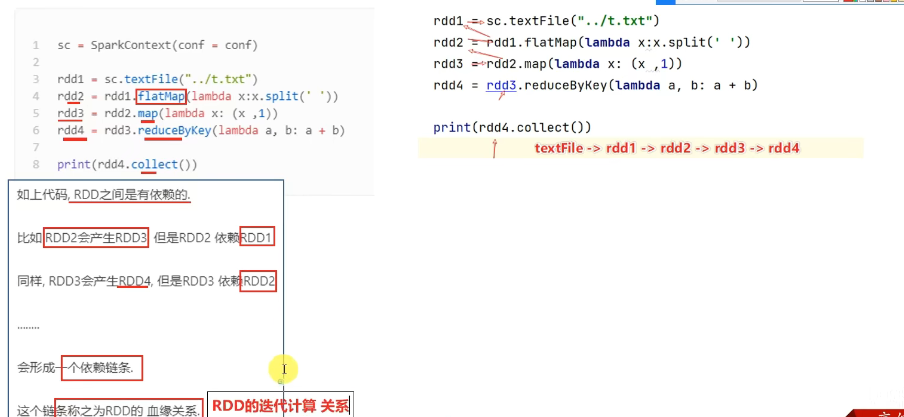 1 sc = SparkContext(conf = conf)
2
3 rdd1 = sc.textFile("../t.txt")
4 rdd2 = rdd1.flatMap(lambda x:x.split(' '))
5 rdd3 = rdd2.map(lambda x: (x ,1))
6 rdd4 = rdd3.reduceByKey(lambda a, b: a + b)
7
8 print(rdd4.collect())
如上代码, RDD之间是有依赖的.
比如 RDD2会产生RDD3, 但是RDD2 依赖RDD1
同样, RDD3会产生RDD4, 但是RDD3 依赖RDD2
........
会形成一个依赖链条.
这个链条称之为RDD的 血缘关系.
RDD的迭代计算 关系
rdd1 = sc.textFile("../t.txt")
rdd2 = rdd1.flatMap(lambda x:x.split(' '))
rdd3 = rdd2.map(lambda x: (x ,1))
rdd4 = rdd3.reduceByKey(lambda a, b: a + b)
print(rdd4.collect())
textFile -> rdd1 -> rdd2 -> rdd3 -> rdd4